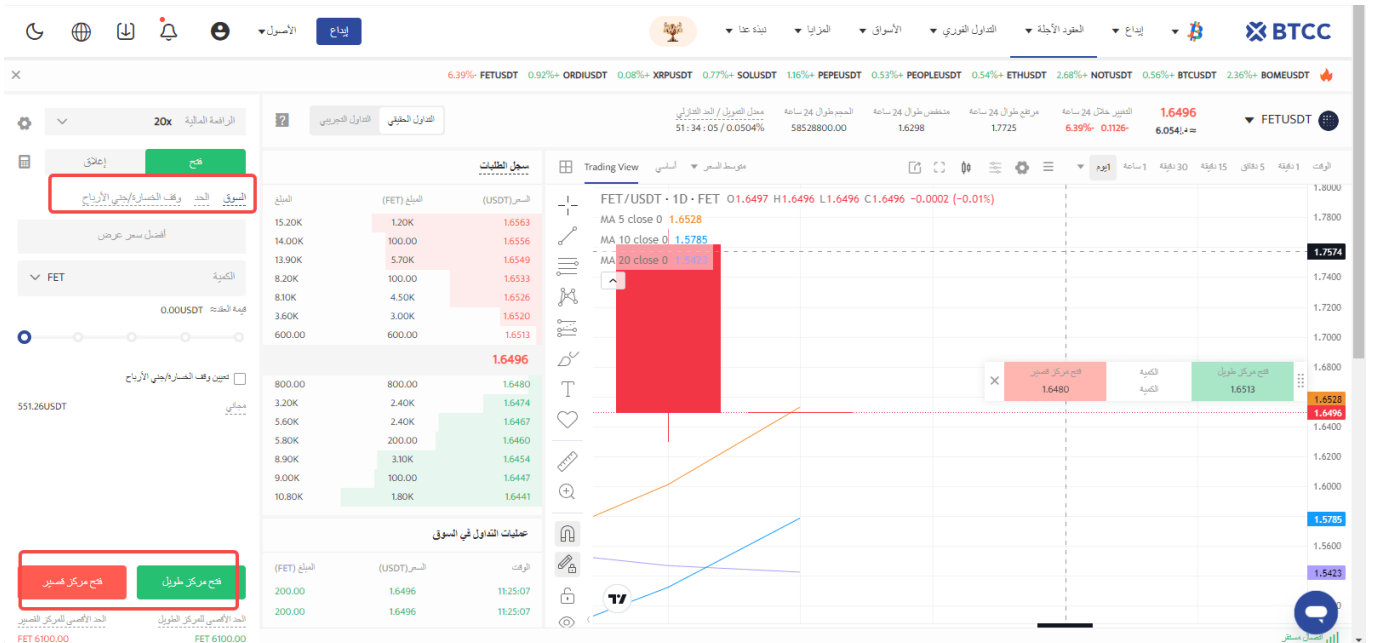 BTCC
إيداع
العقود الآجلة
التداول الفوري
الأسواق
المزايا
نبذة عنا
إيداع
الأصول
BOMEUSDT +2.36%
BTCUSDT +0.56%
NOTUSDT +2.68%
ETHUSDT +0.54%
PEOPLEUSDT +0.53%
PEPEUSDT +1.16%
SOLUSDT +0.77%
XRPUSDT +0.08%
ORDIUSDT +0.92%
FETUSDT -6.39%
FETUSDT
1.6496
التغيير خلال 24 ساعة
-0.1126 -6.39%
مرتفع طوال 24 ساعة
1.7725
منخفض طوال 24 ساعة
1.6298
الحجم طوال 24 ساعة
58528800.00
معدل التمويل / العد التنازلي
0.0504% / 05 : 34 : 51
التداول الحقيقي
التداول التجريبي
الرافعة المالية 20x
فتح
إغلاق
السوق
الحد
وقف الخسارة/جني الأرباح
أفضل سعر عرض
الكمية
FET
قيمة العقد≈ 0.00USDT
تعيين وقف الخسارة/جني الأرباح
مجاني
551.26USDT
فتح مركز طويل
فتح مركز قصير
الحد الأقصى للمركز الطويل
الحد الأقصى للمركز القصير
FET 6100.00
FET 6100.00
سجل الطلبات
السعر(USDT) المبلغ (FET) المبلغ
1.6563 1.20K 15.20K
1.6556 100.00 14.00K
1.6549 5.70K 13.90K
1.6533 100.00 8.20K
1.6526 4.50K 8.10K
1.6520 3.00K 3.60K
1.6513 600.00 600.00
1.6496
1.6480 800.00 800.00
1.6474 2.40K 3.20K
1.6467 2.40K 5.60K
1.6460 200.00 5.80K
1.6454 3.10K 8.90K
1.6447 100.00 9.00K
1.6441 1.80K 10.80K
عمليات التداول في السوق
الوقت السعر(USDT) المبلغ (FET)
11:25:07 1.6496 200.00
11:25:07 1.6496 200.00
الوقت 1 دقيقة 5 دقائق 15 دقيقة 30 دقيقة 1 ساعة 1يوم
متوسط السعر
أساسي
Trading View
FET/USDT · 1D · FET O1.6497 H1.6496 L1.6496 C1.6496 -0.0002 (-0.01%)
MA 5 close 0 1.6528
MA 10 close 0 1.5785
MA 20 close 0 1.5423
فتح مركز طويل
1.6513
الكمية
الكمية
فتح مركز قصير
1.6480
1.8000
1.7800
1.7574
1.7400
1.7200
1.7000
1.6800
1.6528
1.6496
1.6400
1.6200
1.6000
1.5785
1.5600
1.5423